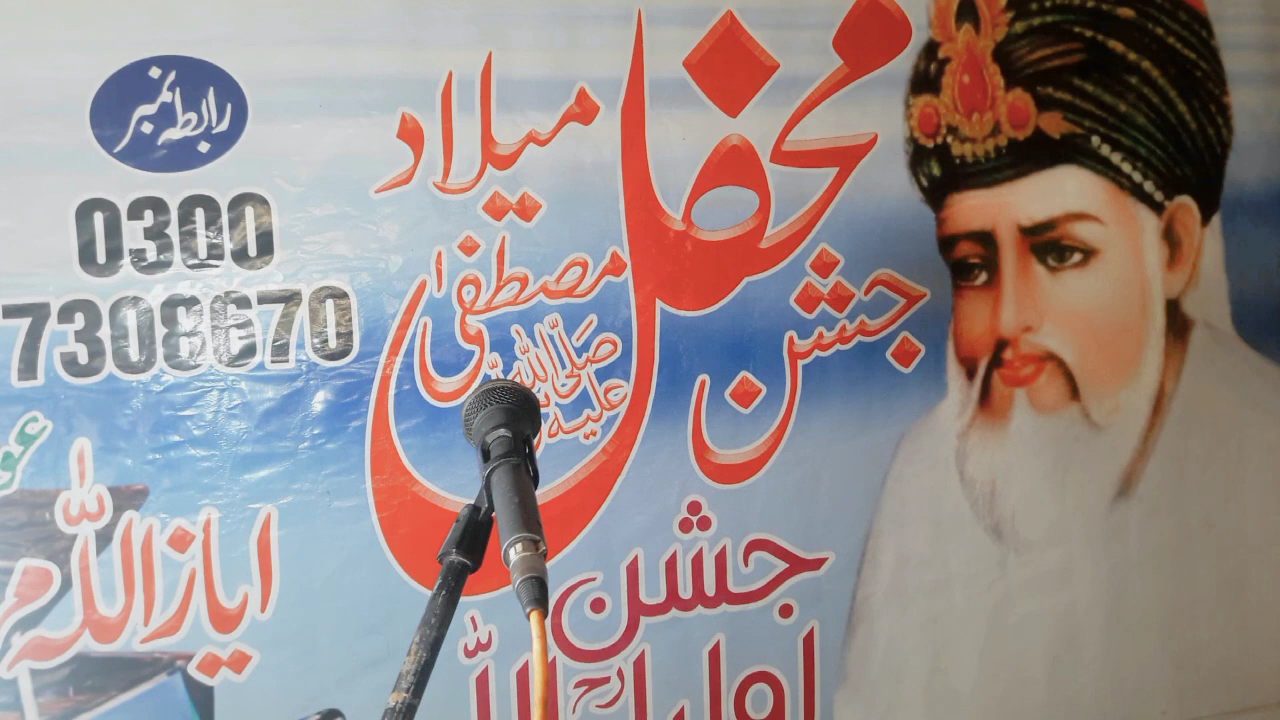 رابطہ نمبر
0300
7308670
محفل
جشن
میلاد
مصطفی
صلی اللہ علیہ
جشن
اولیاء اللہ
ایاز اللہ